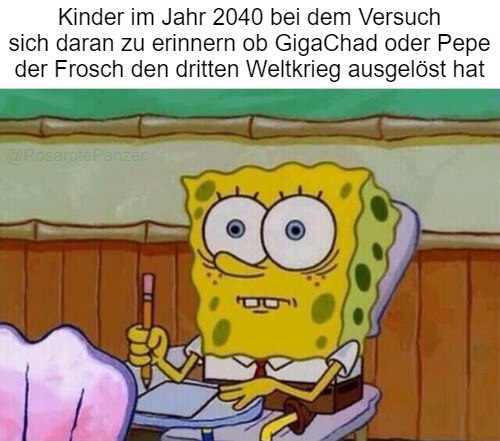 Kinder im Jahr 2040 bei dem Versuch
sich daran zu erinnern ob GigaChad oder Pepe
der Frosch den dritten Weltkrieg ausgelöst hat
@RosarotePanzer